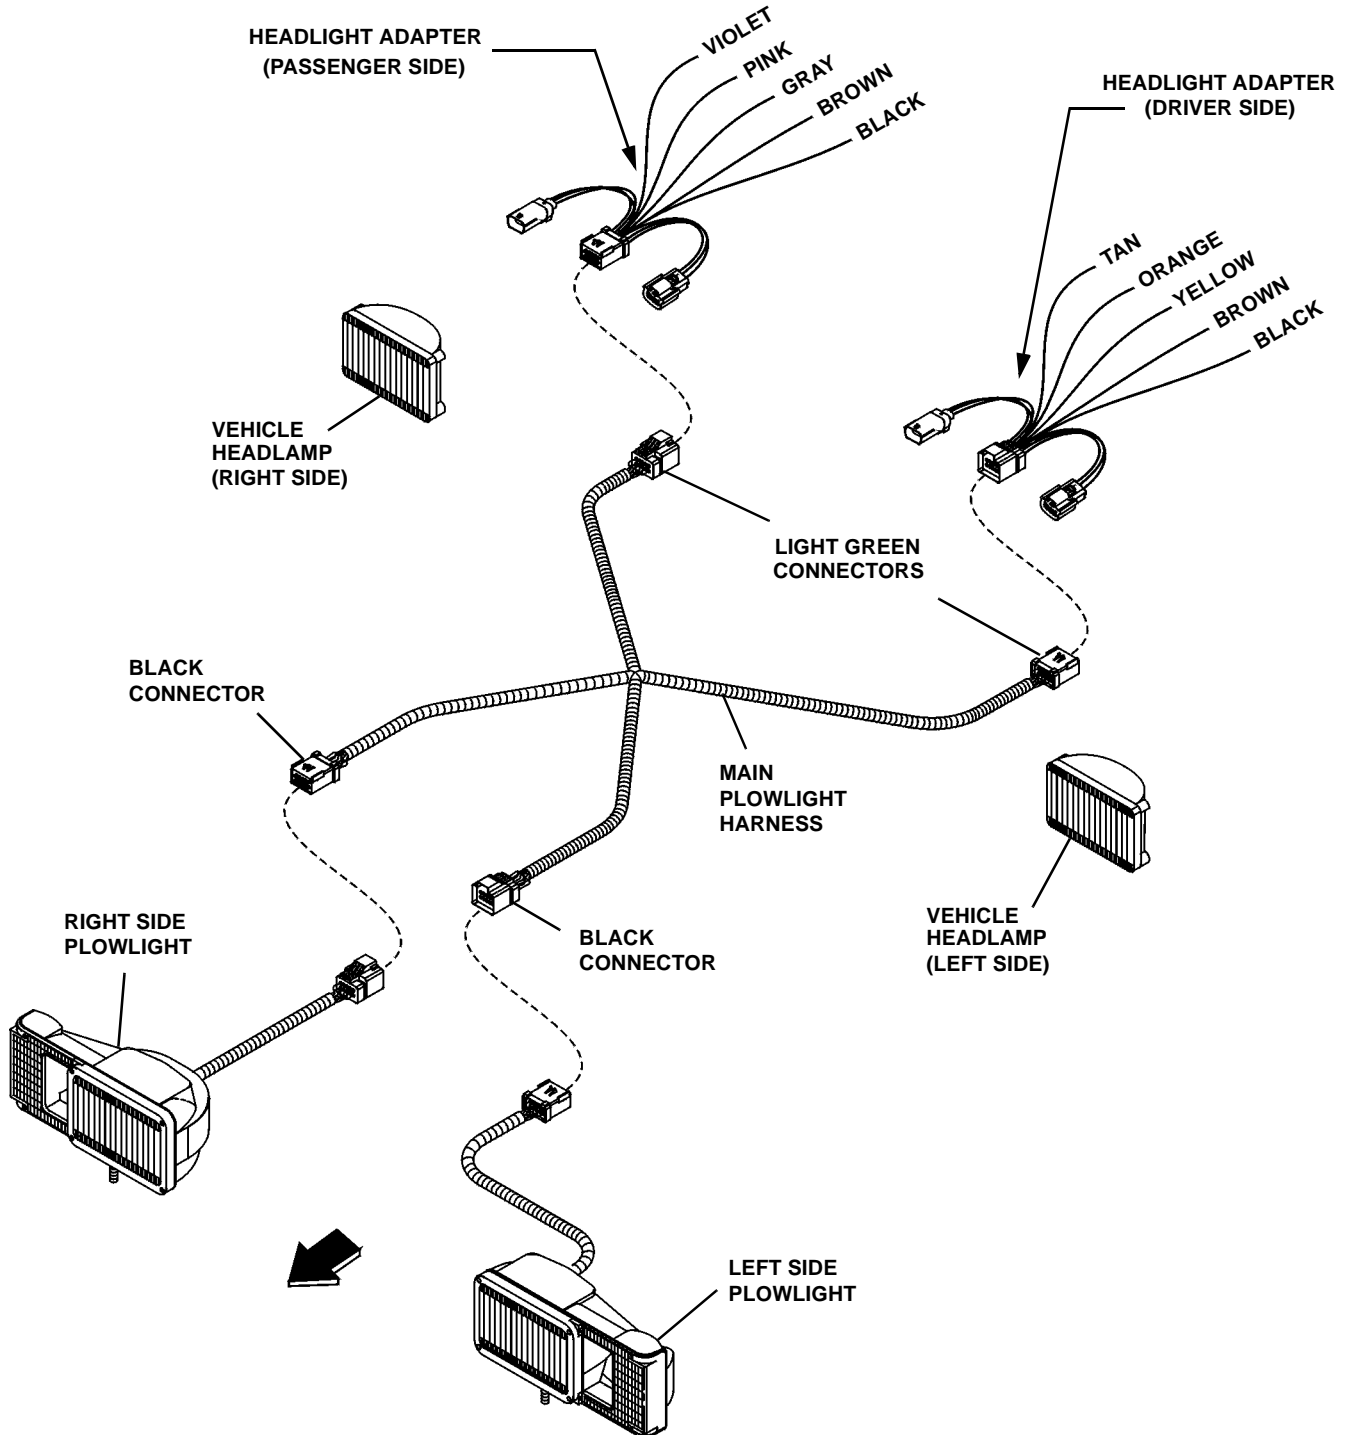 HEADLIGHT ADAPTER
(PASSENGER SIDE)
VIOLET
PINK
GRAY
BROWN
BLACK
HEADLIGHT ADAPTER
(DRIVER SIDE)
TAN
ORANGE
YELLOW
BROWN
BLACK
VEHICLE
HEADLAMP
(RIGHT SIDE)
LIGHT GREEN
CONNECTORS
BLACK
CONNECTOR
MAIN
PLOWLIGHT
HARNESS
RIGHT SIDE
PLOWLIGHT
BLACK
CONNECTOR
VEHICLE
HEADLAMP
(LEFT SIDE)
LEFT SIDE
PLOWLIGHT